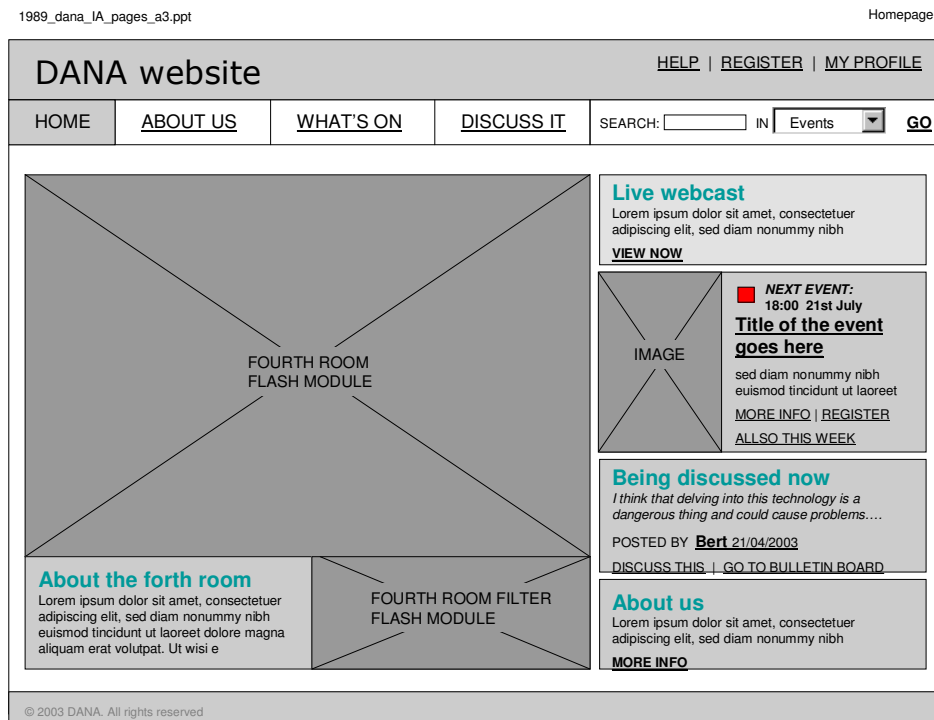 1989_dana_IA_pages_a3.ppt
Homepage
DANA website
HELP | REGISTER | MY PROFILE
HOME
ABOUT US
WHAT'S ON
DISCUSS IT
SEARCH: IN Events GO
FOURTH ROOM
FLASH MODULE
Live webcast
Lorem ipsum dolor sit amet, consectetuer
adipiscing elit, sed diam nonummy nibh
VIEW NOW
IMAGE
NEXT EVENT:
18:00 21st July
Title of the event
goes here
sed diam nonummy nibh
euismod tincidunt ut laoreet
MORE INFO | REGISTER
ALLSO THIS WEEK
Being discussed now
I think that delving into this technology is a
dangerous thing and could cause problems….
POSTED BY Bert 21/04/2003
DISCUSS THIS | GO TO BULLETIN BOARD
About the forth room
Lorem ipsum dolor sit amet, consectetuer
adipiscing elit, sed diam nonummy nibh
euismod tincidunt ut laoreet dolore magna
aliquam erat volutpat. Ut wisi e
FOURTH ROOM FILTER
FLASH MODULE
About us
Lorem ipsum dolor sit amet, consectetuer
adipiscing elit, sed diam nonummy nibh
MORE INFO
© 2003 DANA. All rights reserved